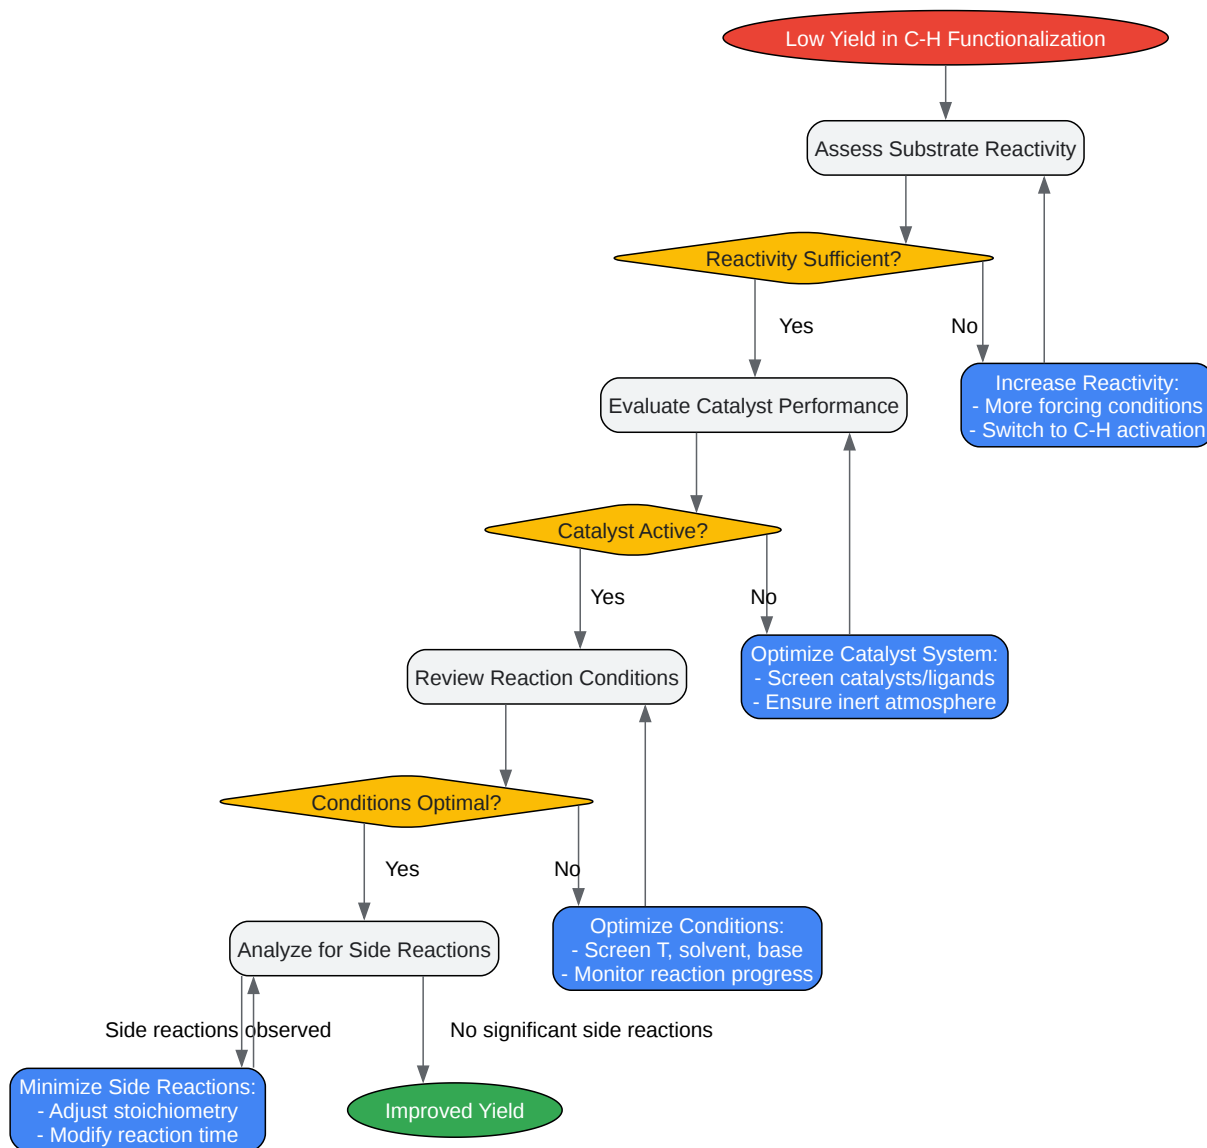 Low Yield in C-H Functionalization
Assess Substrate Reactivity
Reactivity Sufficient?
Yes
No
Increase Reactivity:
- More forcing conditions
- Switch to C-H activation
Evaluate Catalyst Performance
Catalyst Active?
Yes
No
Optimize Catalyst System:
- Screen catalysts/ligands
- Ensure inert atmosphere
Review Reaction Conditions
Conditions Optimal?
Yes
No
Optimize Conditions:
- Screen T, solvent, base
- Monitor reaction progress
Analyze for Side Reactions
Side reactions observed
No significant side reactions
Minimize Side Reactions:
- Adjust stoichiometry
- Modify reaction time
Improved Yield